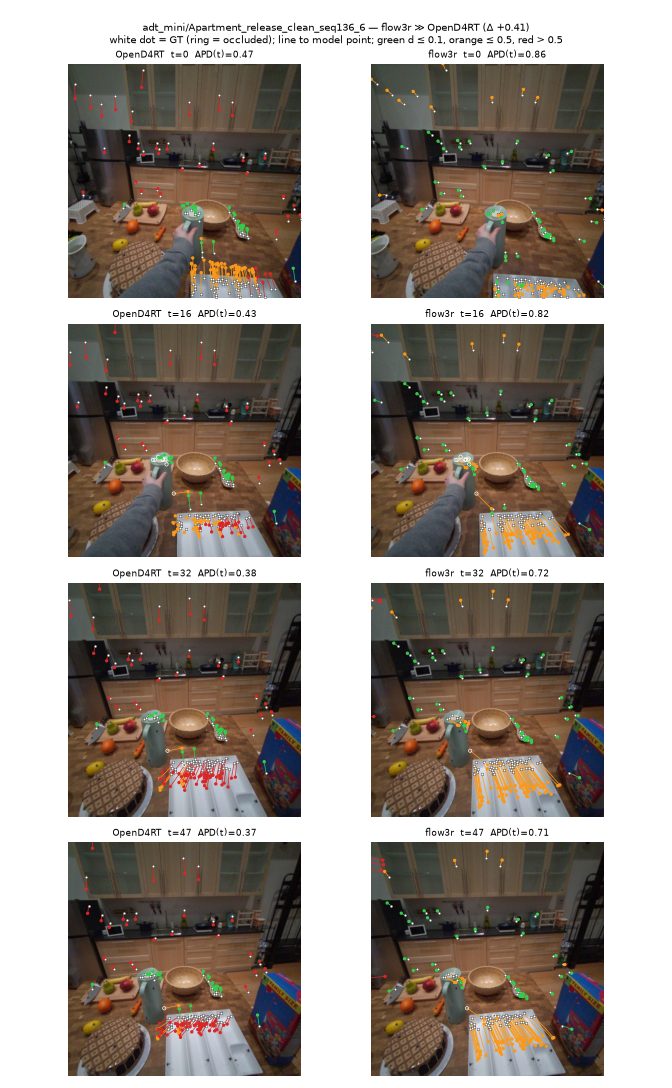 adt_mini/Apartment_release_clean_seq136_6 — flow3r ≫ OpenD4RT (Δ +0.41)
white dot = GT (ring = occluded); line to model point; green d ≤ 0.1, orange ≤ 0.5, red > 0.5
OpenD4RT  t=0  APD(t)=0.47
flow3r  t=0  APD(t)=0.86
OpenD4RT  t=16  APD(t)=0.43
flow3r  t=16  APD(t)=0.82
OpenD4RT  t=32  APD(t)=0.38
flow3r  t=32  APD(t)=0.72
OpenD4RT  t=47  APD(t)=0.37
flow3r  t=47  APD(t)=0.71